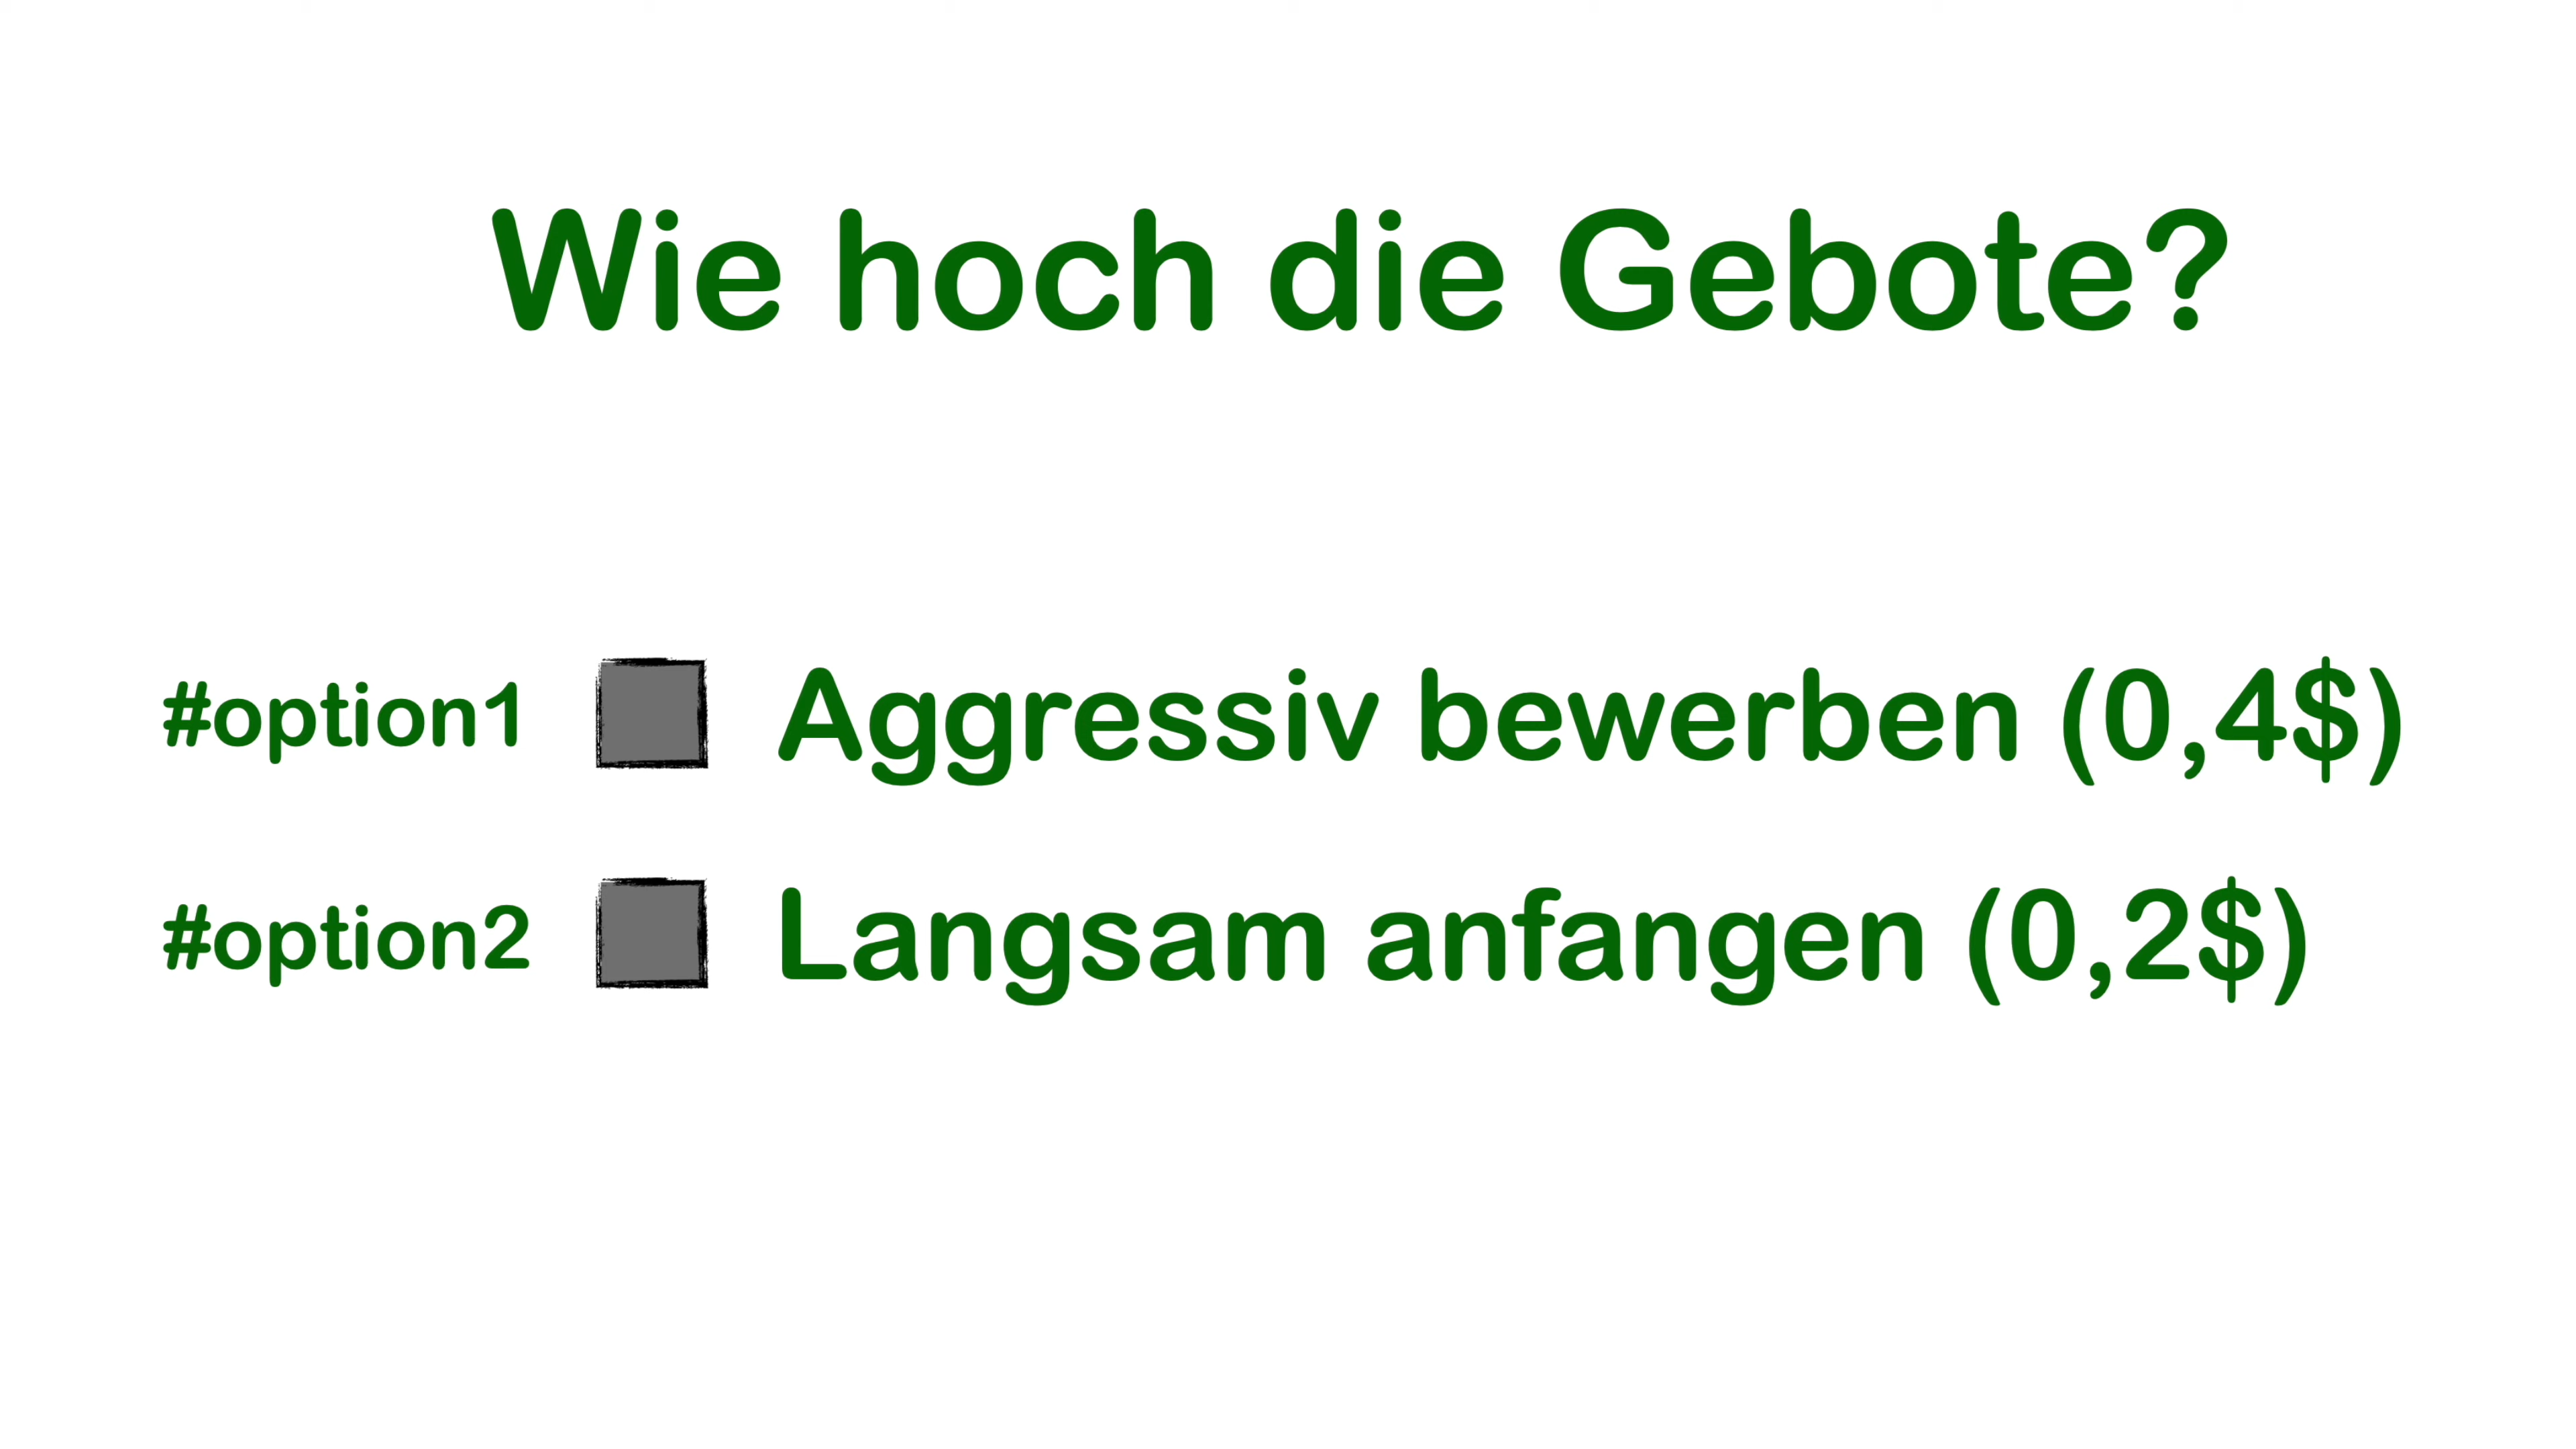 Wie hoch die Gebote?
#option1 Aggressiv bewerben (0,4$)
#option2 Langsam anfangen (0,2$)